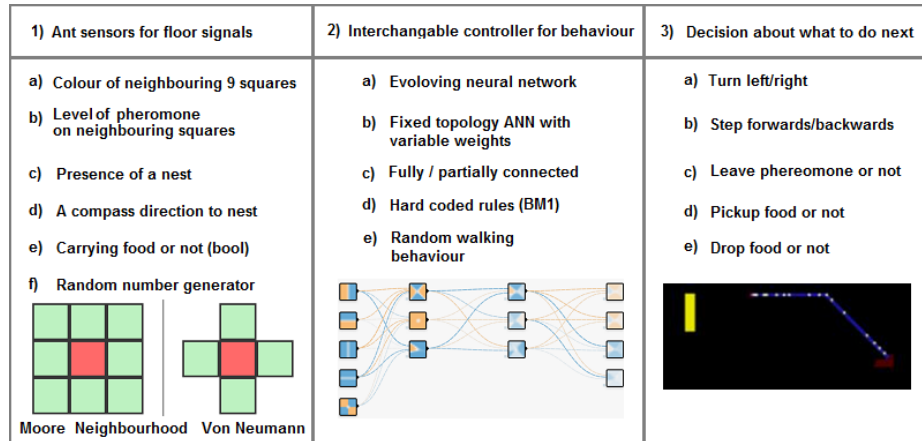 1) Ant sensors for floor signals
2) Interchangable controller for behaviour
3) Decision about what to do next
a) Colour of neighbouring 9 squares
b) Level of pheromone
on neighbouring squares
c) Presence of a nest
d) A compass direction to nest
e) Carrying food or not (bool)
f) Random number generator
Moore Neighbourhood Von Neumann
a) Evoloving neural network
b) Fixed topology ANN with
variable weights
c) Fully / partially connected
d) Hard coded rules (BM1)
e) Random walking
behaviour
a) Turn left/right
b) Step forwards/backwards
c) Leave phereomone or not
d) Pickup food or not
e) Drop food or not